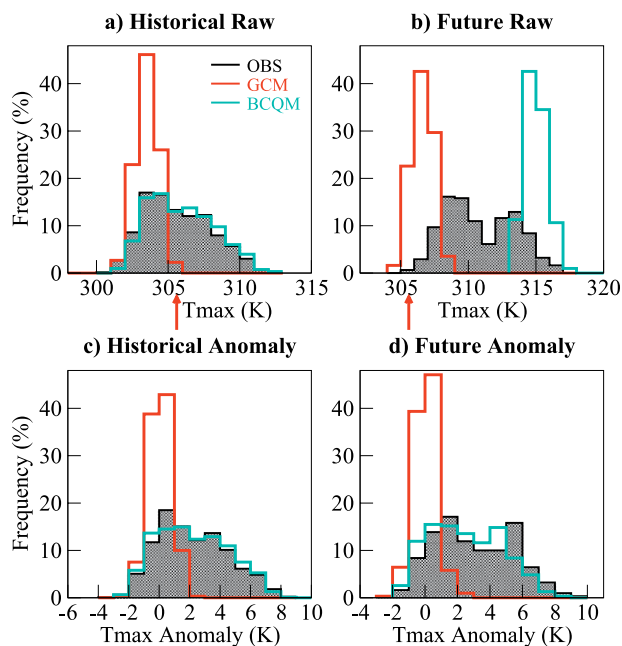 a) Historical Raw
b) Future Raw
Frequency (%)
40
30
20
10
0
OBS
GCM
BCQM
40
30
20
10
0
300 305 310 315
305 310 315 320
Tmax (K)
Tmax (K)
c) Historical Anomaly
d) Future Anomaly
Frequency (%)
40
30
20
10
0
40
30
20
10
0
-6 -4 -2 0 2 4 6 8 10
-2 0 2 4 6 8 10
Tmax Anomaly (K)
Tmax Anomaly (K)